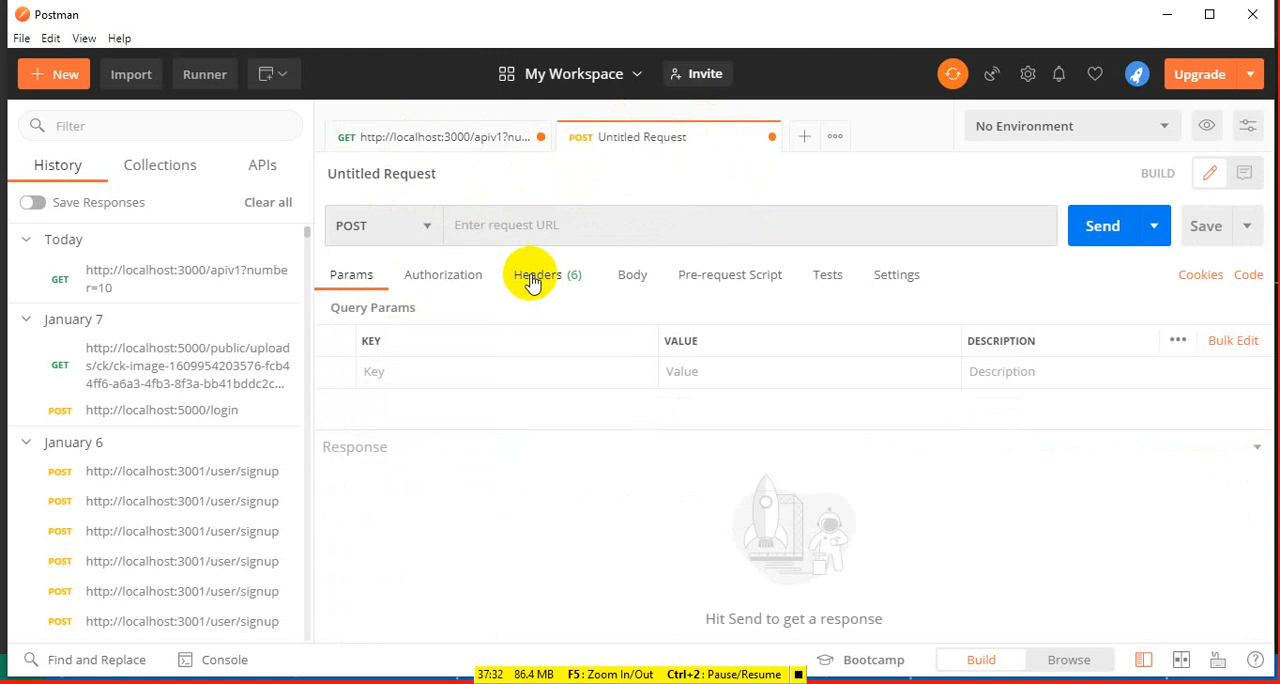 Postman
File Edit View Help
New Import Runner My Workspace Invite Upgrade
Filter
History Collections APIs
Save Responses Clear all
Today
GET http://localhost:3000/apiv1?numbe
r=10
January 7
GET http://localhost:5000/public/upload
s/ck/ck-image-1609954203576-fcb4
4ff6-a6a3-4fb3-8f3a-bb41bddc2c...
POST http://localhost:5000/login
January 6
POST http://localhost:3001/user/signup
POST http://localhost:3001/user/signup
POST http://localhost:3001/user/signup
POST http://localhost:3001/user/signup
POST http://localhost:3001/user/signup
POST http://localhost:3001/user/signup
GET http://localhost:3000/apiv1?nu... POST Untitled Request No Environment
Untitled Request BUILD
POST Enter request URL Send Save
Params Authorization Headers (6) Body Pre-request Script Tests Settings Cookies Code
Query Params
KEY VALUE DESCRIPTION Bulk Edit
Key Value Description
Response
Hit Send to get a response
Find and Replace Console Bootcamp Build Browse
37:32 86.4 MB F5: Zoom In/Out Ctrl+2: Pause/Resume